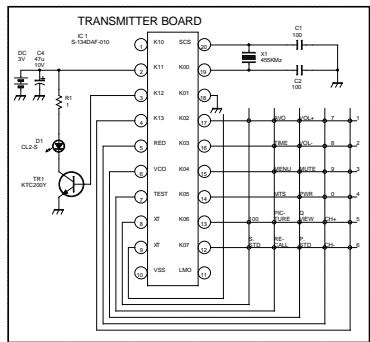 TRANSMITTER BOARD
IC 1
S-134DAF-010
DC
3V
C4
47u
10V
R1
1
D1
CL2-S
TR1
KTC200Y
1 K10 SCS 20
2 K11 K00 19
3 K12 K01 18
4 K13 K02 17
5 RED K03 16
6 VCO K04 15
7 TEST K05 14
8 XT K06 13
9 XT K07 12
10 VSS LMO 11
X1
455KMz
C1
100
C2
100
AVO VOL+ 7 1
TIME VOL- 8 2
MENU MUTE 9 3
MTS PWR 0 4
100 PIC-TURE Q.VIEW CH+ 5
S.STD RE-CALL P.STD CH- 6